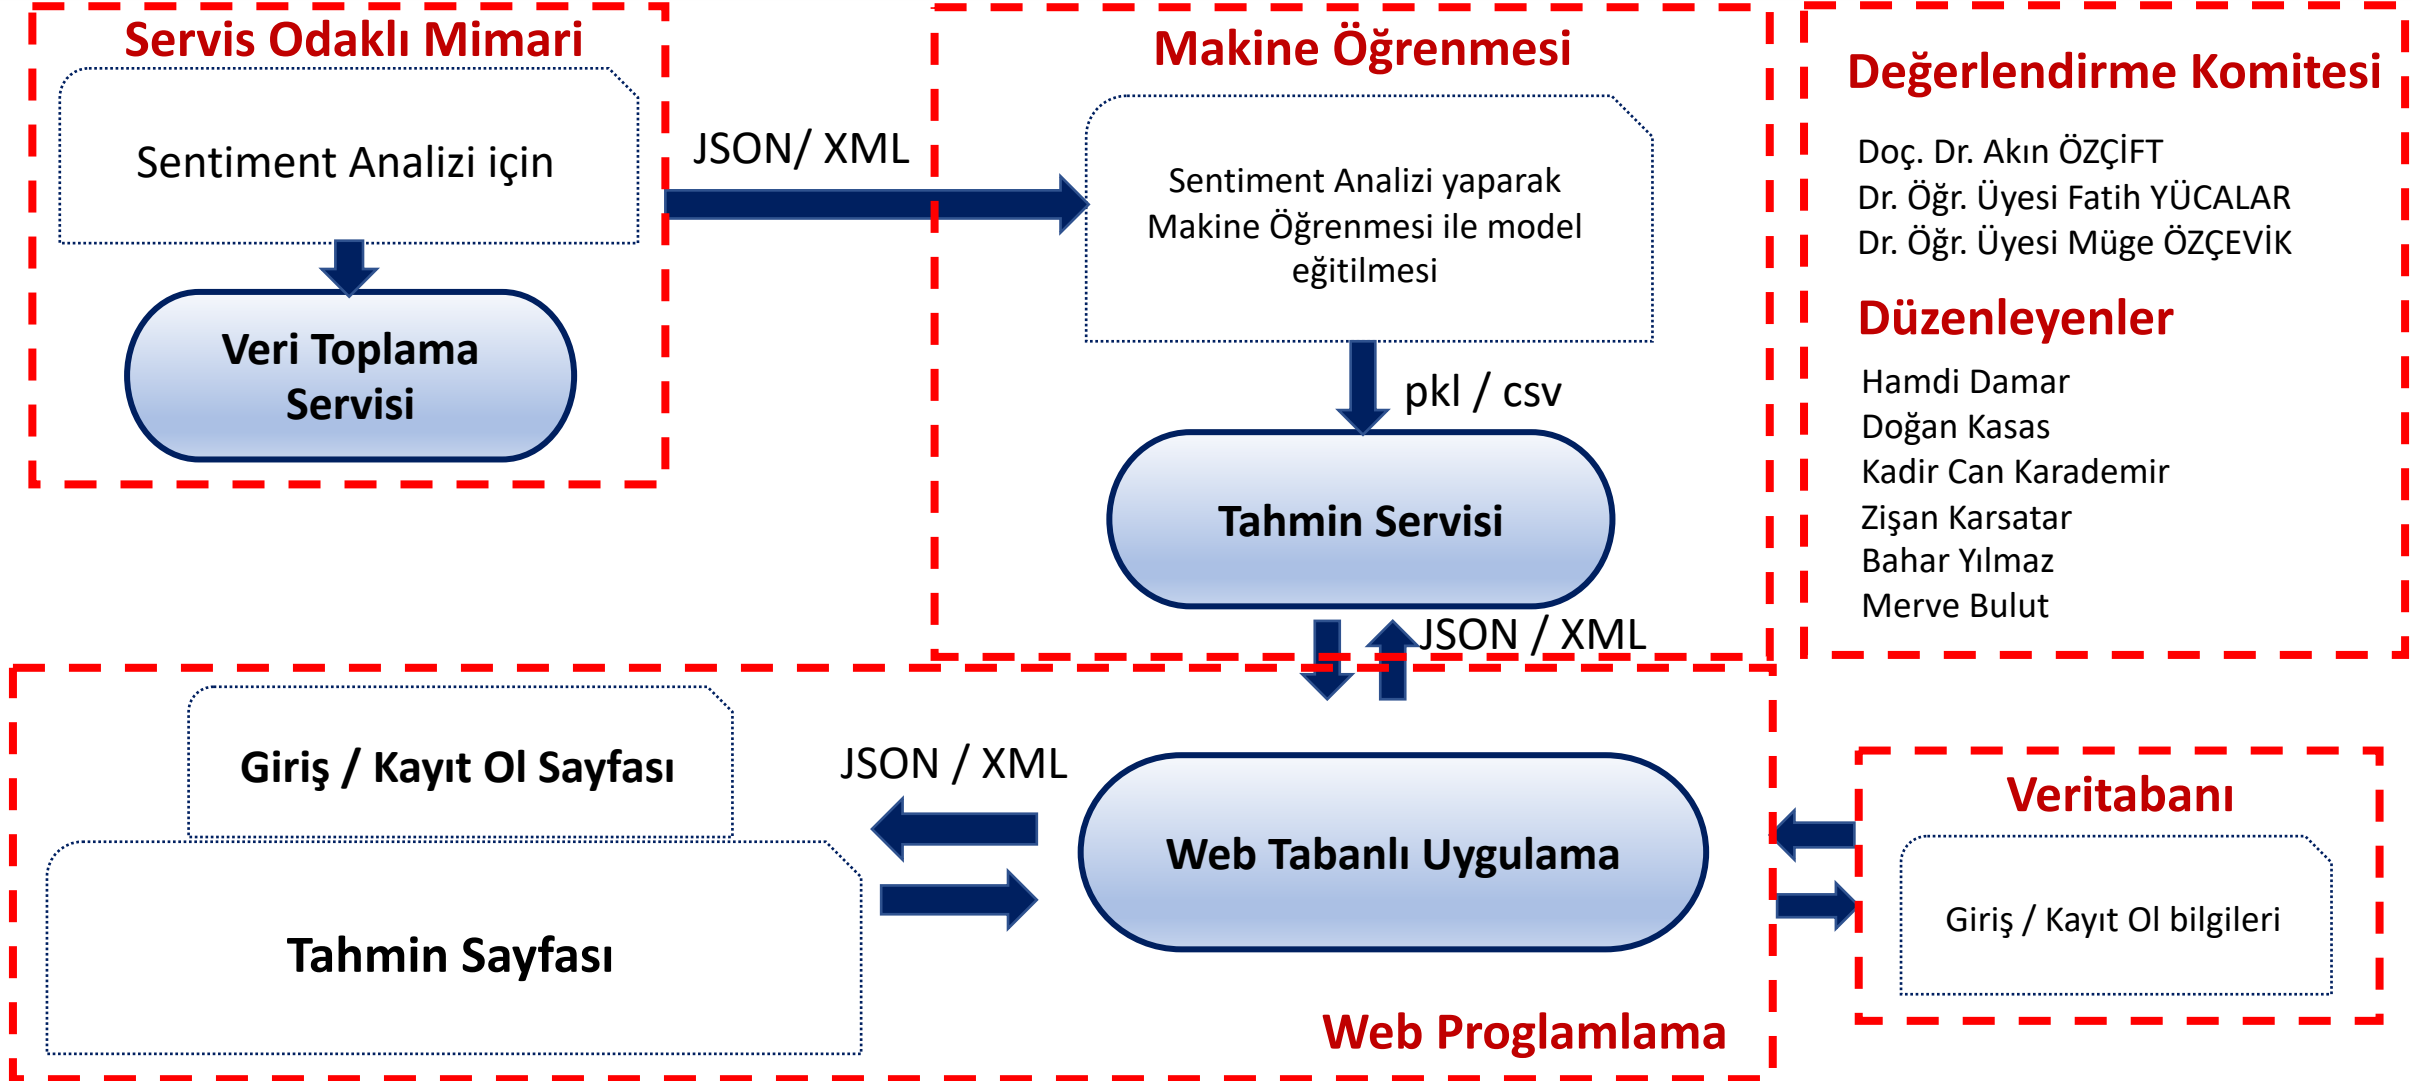 Servis Odaklı Mimari
Sentiment Analizi için
Veri Toplama
Servisi
JSON/ XML
Makine Öğrenmesi
Sentiment Analizi yaparak
Makine Öğrenmesi ile model
eğitilmesi
pkl / csv
Tahmin Servisi
JSON / XML
Değerlendirme Komitesi
Doç. Dr. Akın ÖZÇİFT
Dr. Öğr. Üyesi Fatih YÜCALAR
Dr. Öğr. Üyesi Müge ÖZÇEVİK
Düzenleyenler
Hamdi Damar
Doğan Kasas
Kadir Can Karademir
Zişan Karsatar
Bahar Yılmaz
Merve Bulut
Giriş / Kayıt Ol Sayfası
Tahmin Sayfası
JSON / XML
Web Tabanlı Uygulama
Web Proglamlama
Veritabanı
Giriş / Kayıt Ol bilgileri